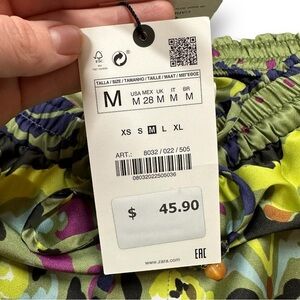 FSC
TALLA / SIZE / TAMANHO / TAILLE / MAAT /
M
USA MEX UK IT BR
M 28 M M M
XS S M L XL
ART.: 8032 / 022 / 505
08032022505036
$ 45.90
www.zara.com
EAC